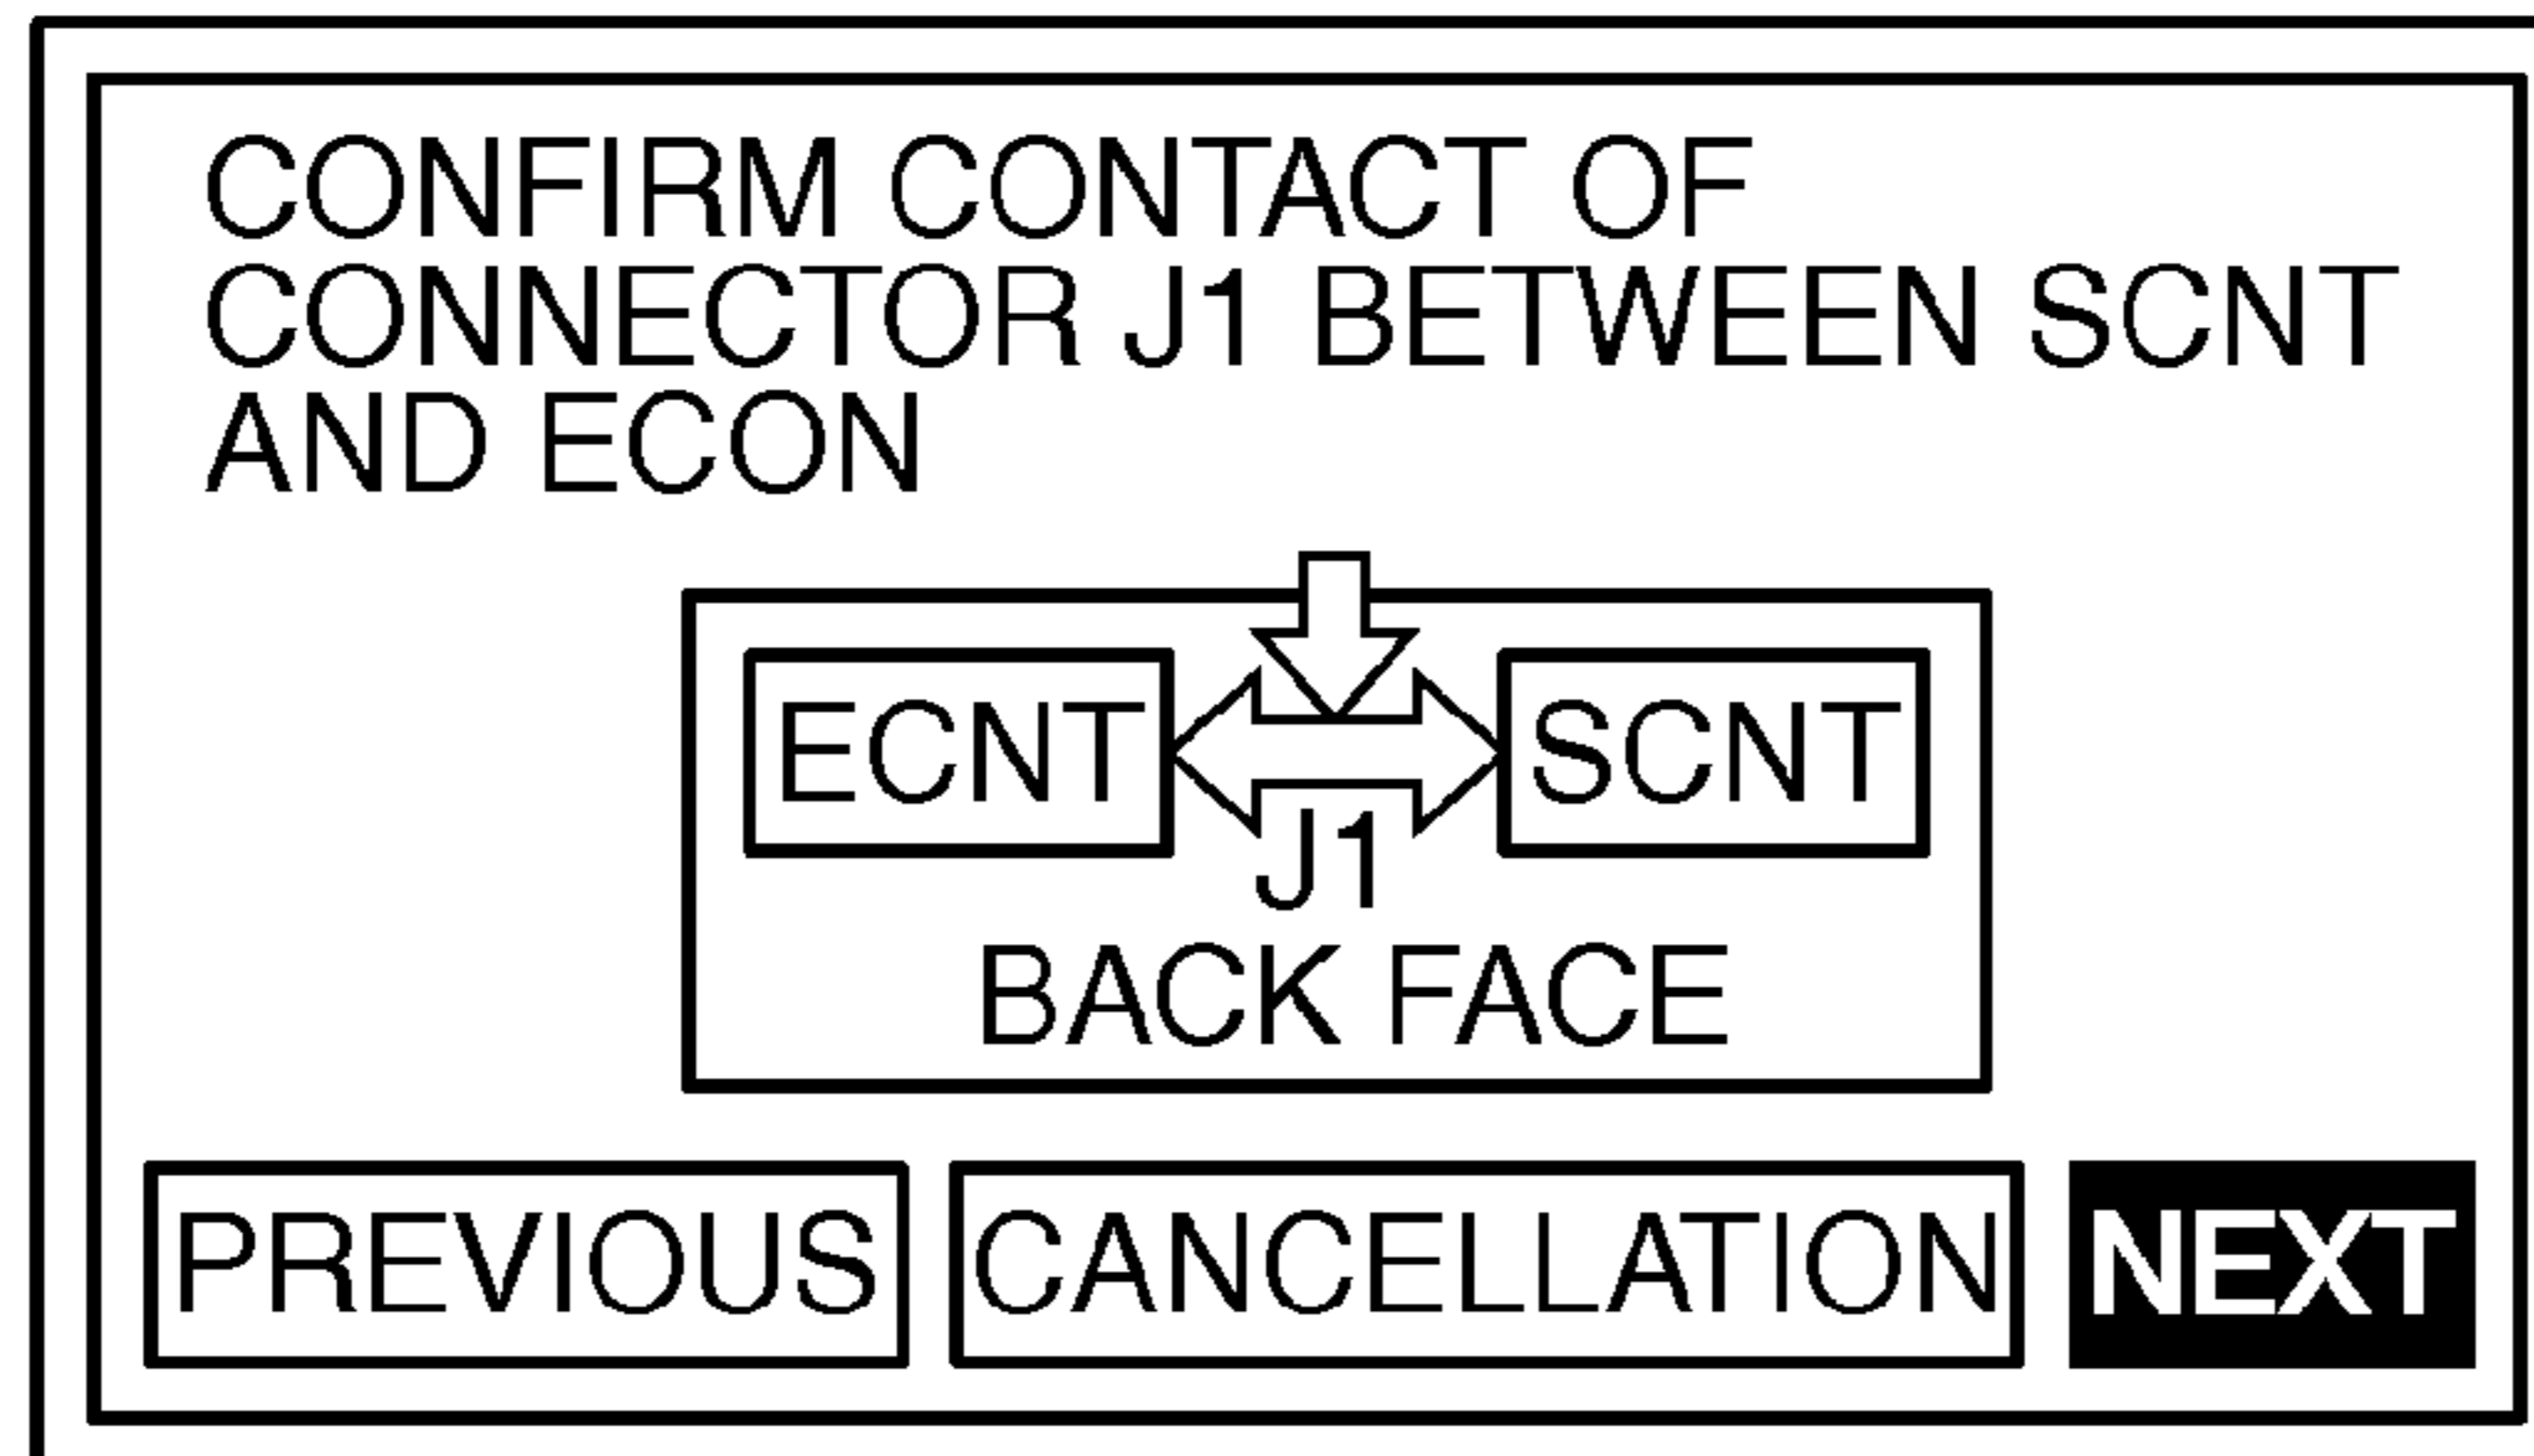 CONFIRM CONTACT OF
CONNECTOR J1 BETWEEN SCNT
AND ECON
ECNT
SCNT
J1
BACK FACE
PREVIOUS
CANCELLATION
NEXT